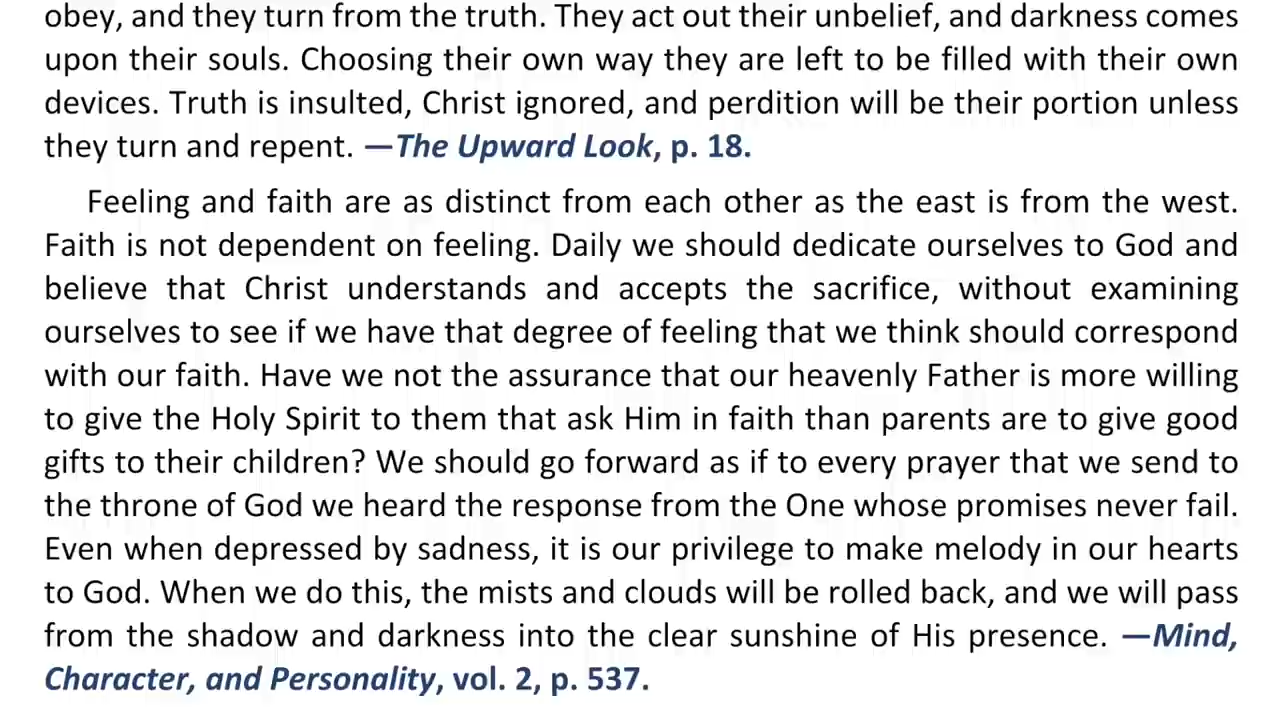 obey, and they turn from the truth. They act out their unbelief, and darkness comes
upon their souls. Choosing their own way they are left to be filled with their own
devices. Truth is insulted, Christ ignored, and perdition will be their portion unless
they turn and repent. —The Upward Look, p. 18.
Feeling and faith are as distinct from each other as the east is from the west.
Faith is not dependent on feeling. Daily we should dedicate ourselves to God and
believe that Christ understands and accepts the sacrifice, without examining
ourselves to see if we have that degree of feeling that we think should correspond
with our faith. Have we not the assurance that our heavenly Father is more willing
to give the Holy Spirit to them that ask Him in faith than parents are to give good
gifts to their children? We should go forward as if to every prayer that we send to
the throne of God we heard the response from the One whose promises never fail.
Even when depressed by sadness, it is our privilege to make melody in our hearts
to God. When we do this, the mists and clouds will be rolled back, and we will pass
from the shadow and darkness into the clear sunshine of His presence. —Mind,
Character, and Personality, vol. 2, p. 537.